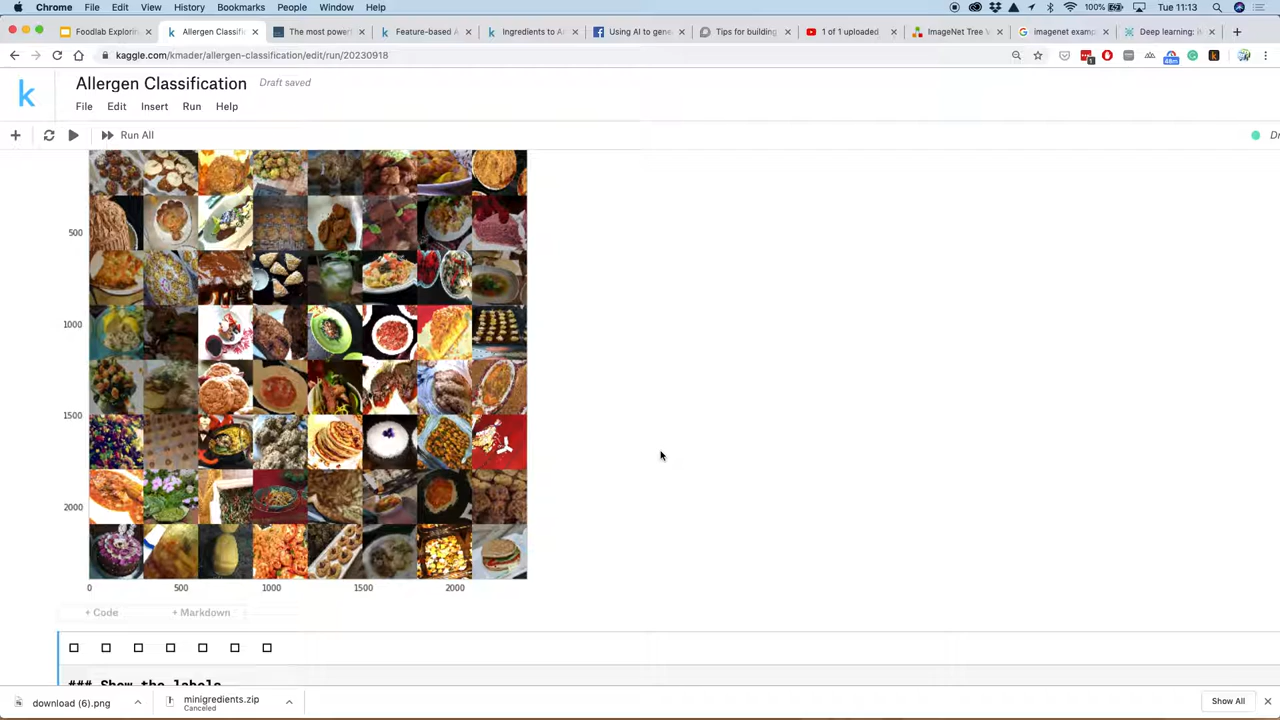 Chrome File Edit View History Bookmarks People Window Help 100% Tue 11:13
Foodlab Explorin Allergen Classific The most power Feature-based A Ingredients to A Using AI to gene Tips for building 1 of 1 uploaded ImageNet Tree V imagenet examp Deep learning: i
kaggle.com/kmader/allergen-classification/edit/run/20230918
Allergen Classification Draft saved
File Edit Insert Run Help
Run All Dr
500
1000
1500
2000
0 500 1000 1500 2000
+ Code + Markdown
### Show the labels
download (6).png
minigredients.zip
Canceled
Show All